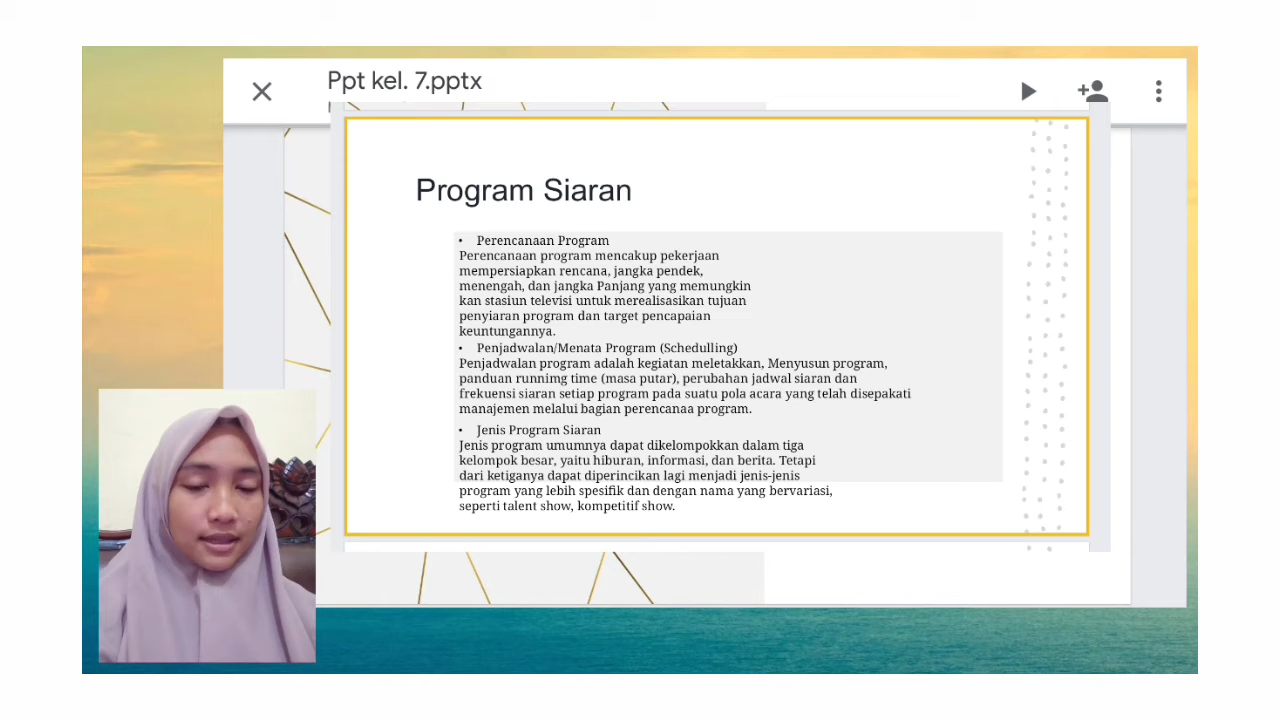 Ppt kel. 7.pptx
Program Siaran
• Perencanaan Program
Perencanaan program mencakup pekerjaan
mempersiapkan rencana, jangka pendek,
menengah, dan jangka Panjang yang memungkin
kan stasiun televisi untuk merealisasikan tujuan
penyiaran program dan target pencapaian
keuntungannya.
• Penjadwalan/Menata Program (Schedulling)
Penjadwalan program adalah kegiatan meletakkan, Menyusun program,
panduan runnimg time (masa putar), perubahan jadwal siaran dan
frekuensi siaran setiap program pada suatu pola acara yang telah disepakati
manajemen melalui bagian perencanaa program.
• Jenis Program Siaran
Jenis program umumnya dapat dikelompokkan dalam tiga
kelompok besar, yaitu hiburan, informasi, dan berita. Tetapi
dari ketiganya dapat diperincikan lagi menjadi jenis-jenis
program yang lebih spesifik dan dengan nama yang bervariasi,
seperti talent show, kompetitif show.